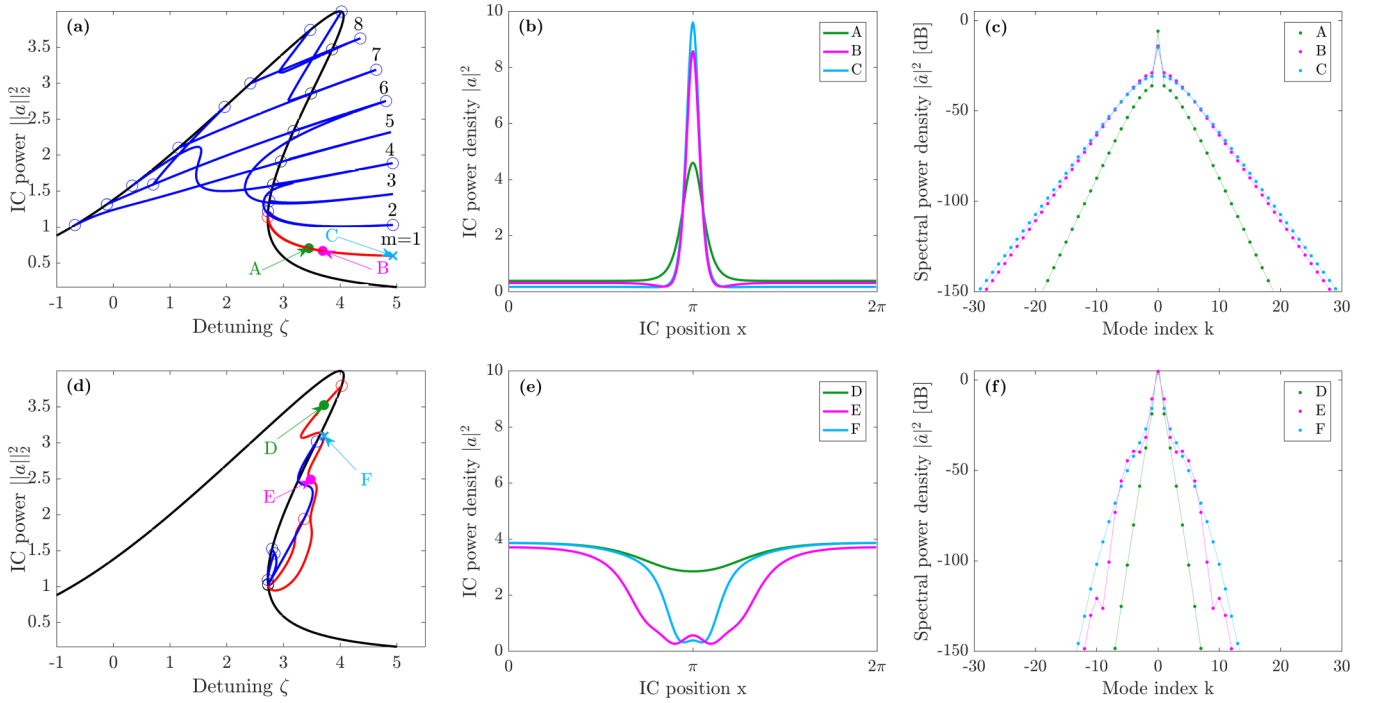 (a)
IC power ||a||₂²
3.5
3
2.5
2
1.5
1
0.5
-1 0 1 2 3 4 5
Detuning ζ
8
7
6
5
4
3
2
m=1
A
B
C
(b)
IC power density |a|²
10
8
6
4
2
0
0 π 2π
IC position x
A
B
C
(c)
Spectral power density |â|² [dB]
0
-50
-100
-150
-30 -20 -10 0 10 20 30
Mode index k
A
B
C
(d)
IC power ||a||₂²
3.5
3
2.5
2
1.5
1
0.5
-1 0 1 2 3 4 5
Detuning ζ
D
E
F
(e)
IC power density |a|²
10
8
6
4
2
0
0 π 2π
IC position x
D
E
F
(f)
Spectral power density |â|² [dB]
0
-50
-100
-150
-30 -20 -10 0 10 20 30
Mode index k
D
E
F